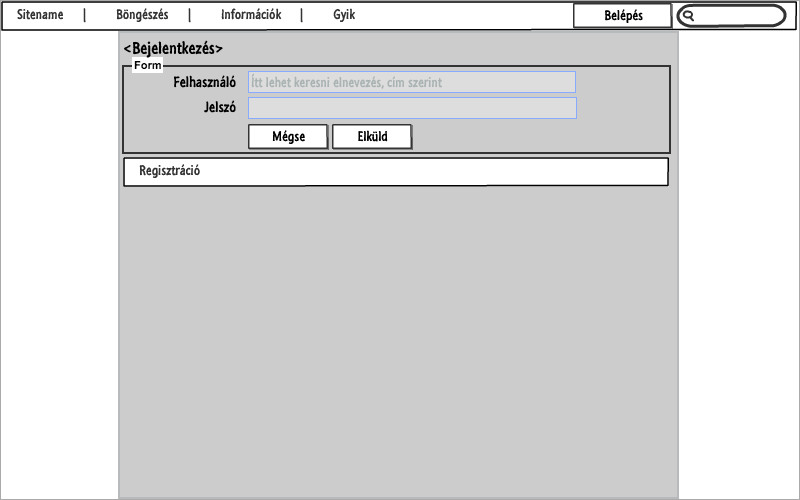 Sitename | Böngészés | Információk | Gyik Belépés
<Bejelentkezés>
Form
Felhasználó Itt lehet keresni elnevezés, cím szerint
Jelszó
Mégse Elküld
Regisztráció